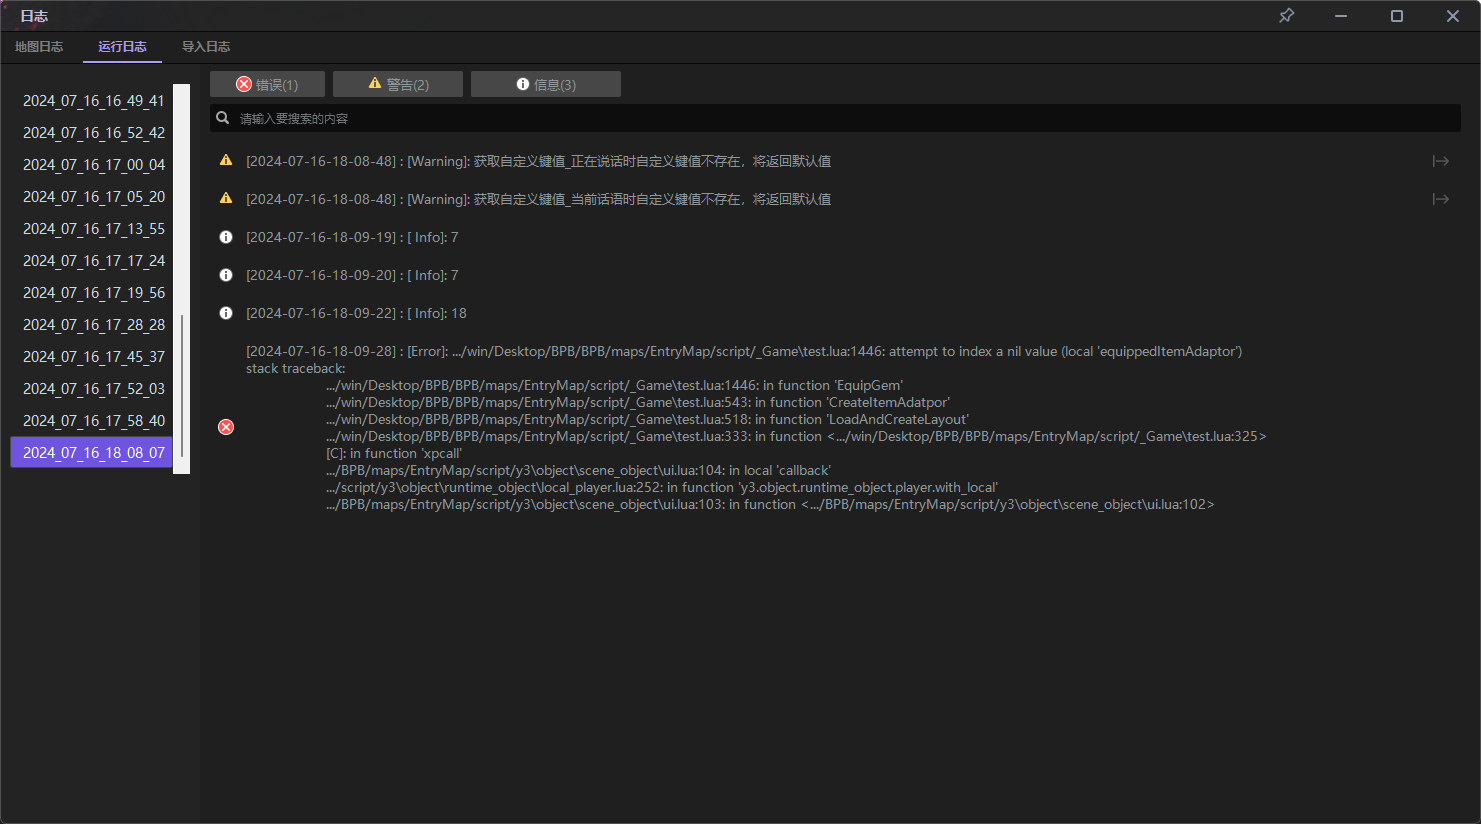 日志
地图日志 运行日志 导入日志
错误(1) 警告(2) 信息(3)
请输入要搜索的内容
2024_07_16_16_49_41
2024_07_16_16_52_42
2024_07_16_17_00_04
2024_07_16_17_05_20
2024_07_16_17_13_55
2024_07_16_17_17_24
2024_07_16_17_19_56
2024_07_16_17_28_28
2024_07_16_17_45_37
2024_07_16_17_52_03
2024_07_16_17_58_40
2024_07_16_18_08_07
[2024-07-16-18-08-48] : [Warning]: 获取自定义键值_正在说话时自定义键值不存在，将返回默认值
[2024-07-16-18-08-48] : [Warning]: 获取自定义键值_当前话语时自定义键值不存在，将返回默认值
[2024-07-16-18-09-19] : [ Info]: 7
[2024-07-16-18-09-20] : [ Info]: 7
[2024-07-16-18-09-22] : [ Info]: 18
[2024-07-16-18-09-28] : [Error]: .../win/Desktop/BPB/BPB/maps/EntryMap/script/_Game\test.lua:1446: attempt to index a nil value (local 'equippedItemAdaptor')
stack traceback:
.../win/Desktop/BPB/BPB/maps/EntryMap/script/_Game\test.lua:1446: in function 'EquipGem'
.../win/Desktop/BPB/BPB/maps/EntryMap/script/_Game\test.lua:543: in function 'CreateItemAdatpor'
.../win/Desktop/BPB/BPB/maps/EntryMap/script/_Game\test.lua:518: in function 'LoadAndCreateLayout'
.../win/Desktop/BPB/BPB/maps/EntryMap/script/_Game\test.lua:333: in function <.../win/Desktop/BPB/BPB/maps/EntryMap/script/_Game\test.lua:325>
[C]: in function 'xpcall'
.../BPB/maps/EntryMap/script/y3\object\scene_object\ui.lua:104: in local 'callback'
.../script/y3\object\runtime_object\local_player.lua:252: in function 'y3.object.runtime_object.player.with_local'
.../BPB/maps/EntryMap/script/y3\object\scene_object\ui.lua:103: in function <.../BPB/maps/EntryMap/script/y3\object\scene_object\ui.lua:102>